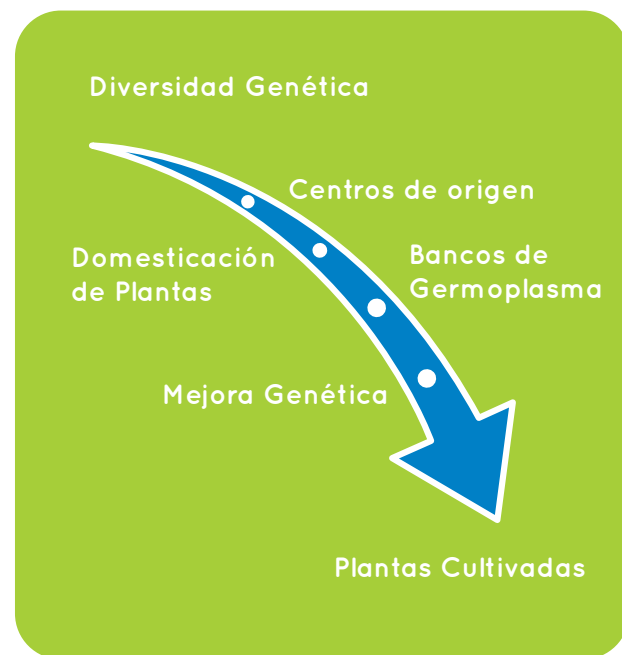 Diversidad Genética
Centros de origen
Domesticación
de Plantas
Bancos de
Germoplasma
Mejora Genética
Plantas Cultivadas